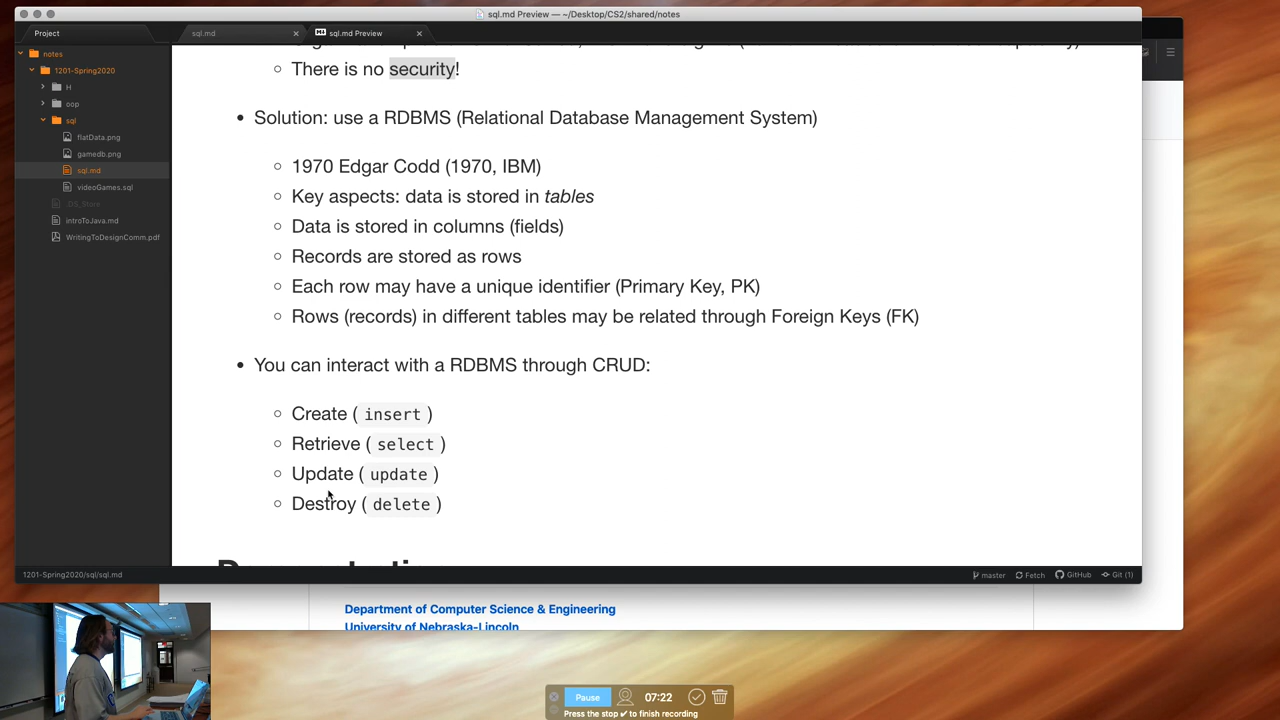 sql.md Preview — ~/Desktop/CS2/shared/notes
Project
sql.md
sql.md Preview
notes
1201-Spring2020
H
oop
sql
flatData.png
gamedb.png
sql.md
videoGames.sql
.DS_Store
introToJava.md
WritingToDesignComm.pdf
There is no security!
Solution: use a RDBMS (Relational Database Management System)
1970 Edgar Codd (1970, IBM)
Key aspects: data is stored in tables
Data is stored in columns (fields)
Records are stored as rows
Each row may have a unique identifier (Primary Key, PK)
Rows (records) in different tables may be related through Foreign Keys (FK)
You can interact with a RDBMS through CRUD:
Create ( insert )
Retrieve ( select )
Update ( update )
Destroy ( delete )
1201-Spring2020/sql/sql.md
master
Fetch
GitHub
Git (1)
Department of Computer Science & Engineering
University of Nebraska-Lincoln
Pause
07:22
Press the stop ✔ to finish recording